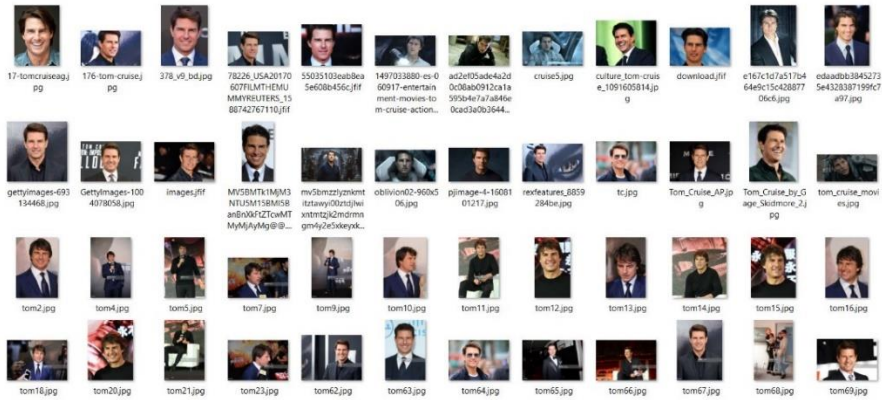 17-tomcruiseag.j
pg
176-tom-cruise.j
pg
378_v9_bd.jpg
78226_USA20170
607FILMTHEMU
MMYREUTERS_15
88742767110.jfif
55035103eab8ea
5e608b456c.jfif
1497033880-es-0
60917-entertain
ment-movies-to
m-cruise-action...
ad2ef05ade4a2d
0c08ab0912ca1a
595b4e7a7a846e
0cad3a0b3644...
cruise5.jpg
culture_tom-cruis
e_1091605814.jp
g
download.jfif
e167c1d7a517b4
64e9c15c428877
06c6.jpg
edaadbb3845273
5e4328387199fc7
a97.jpg
gettyimages-693
134468.jpg
GettyImages-100
4078058.jpg
images.jfif
MV5BMTk1MjM3
NTU5M15BMl5B
anBnXkFtZTcwMT
MyMjAyMg@@...
mv5bmzzlyznkmt
itztawyi00ztdjlwi
xntmtzjk2mdrmn
gm4y2e5xkeyxk...
oblivion02-960x5
06.jpg
pjimage-4-16081
01217.jpg
rexfeatures_8859
284be.jpg
tc.jpg
Tom_Cruise_AP.jp
g
Tom_Cruise_by_G
age_Skidmore_2.j
pg
tom_cruise_movi
es.jpg
tom2.jpg
tom4.jpg
tom5.jpg
tom7.jpg
tom9.jpg
tom10.jpg
tom11.jpg
tom12.jpg
tom13.jpg
tom14.jpg
tom15.jpg
tom16.jpg
tom18.jpg
tom20.jpg
tom21.jpg
tom23.jpg
tom62.jpg
tom63.jpg
tom64.jpg
tom65.jpg
tom66.jpg
tom67.jpg
tom68.jpg
tom69.jpg